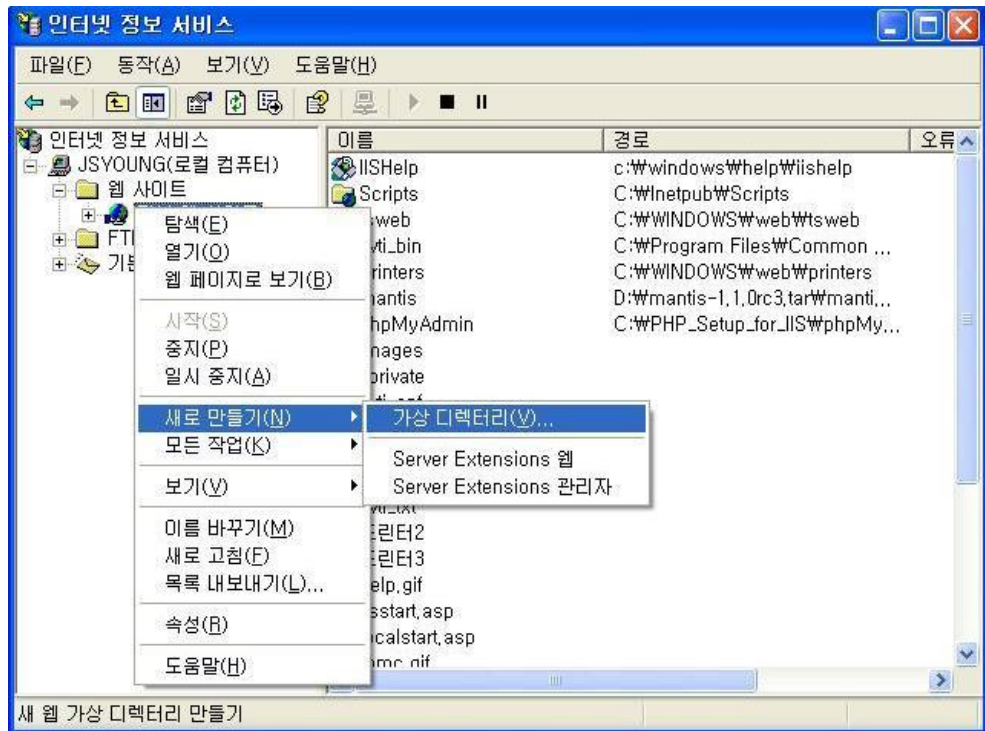 인터넷 정보 서비스
파일(F) 동작(A) 보기(V) 도움말(H)
인터넷 정보 서비스
JSYOUNG(로컬 컴퓨터)
웹 사이트
이름 경로 오류
IISHelp c:\windows\help\iishelp
Scripts C:\Inetpub\Scripts
C:\WINDOWS\web\tsweb
C:\Program Files\Common ...
C:\WINDOWS\web\printers
D:\mantis-1.1.0rc3.tar\manti...
C:\PHP_Setup_for_IIS\phpMy...
탐색(E)
열기(O)
웹 페이지로 보기(B)
시작(S)
중지(P)
일시 중지(A)
새로 만들기(N)
모든 작업(K)
보기(V)
이름 바꾸기(M)
새로 고침(F)
목록 내보내기(L)...
속성(R)
도움말(H)
가상 디렉터리(V)...
Server Extensions 웹
Server Extensions 관리자
새 웹 가상 디렉터리 만들기